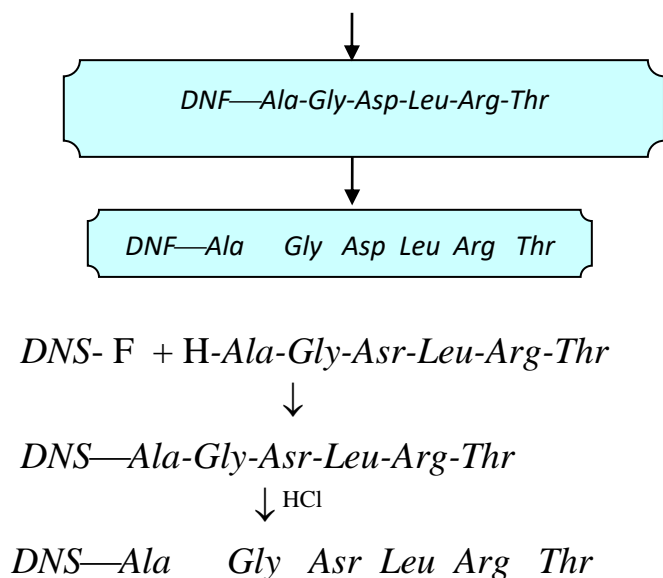 DNF—Ala-Gly-Asp-Leu-Arg-Thr
DNF—Ala Gly Asp Leu Arg Thr
DNS- F + H-Ala-Gly-Asr-Leu-Arg-Thr
↓
DNS—Ala-Gly-Asr-Leu-Arg-Thr
↓ HCl
DNS—Ala Gly Asr Leu Arg Thr